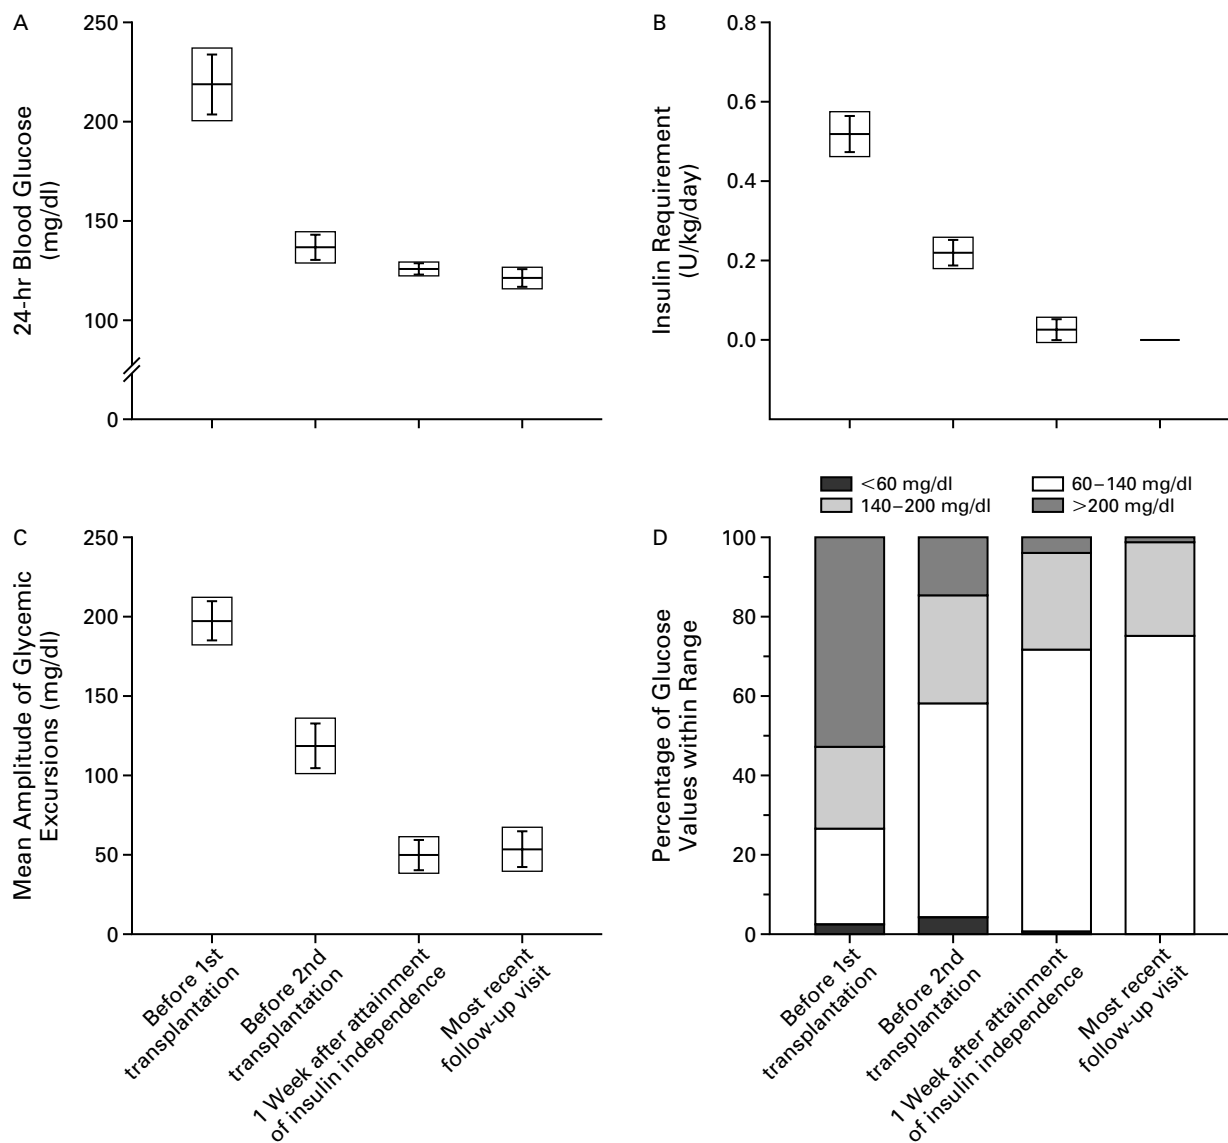 A
250
200
150
100
0
24-hr Blood Glucose
(mg/dl)
B
0.8
0.6
0.4
0.2
0.0
Insulin Requirement
(U/kg/day)
C
250
200
150
100
50
0
Mean Amplitude of Glycemic
Excursions (mg/dl)
Before 1st
transplantation
Before 2nd
transplantation
1 Week after attainment
of insulin independence
Most recent
follow-up visit
<60 mg/dl
60–140 mg/dl
140–200 mg/dl
>200 mg/dl
D
100
80
60
40
20
0
Percentage of Glucose
Values within Range
Before 1st
transplantation
Before 2nd
transplantation
1 Week after attainment
of insulin independence
Most recent
follow-up visit